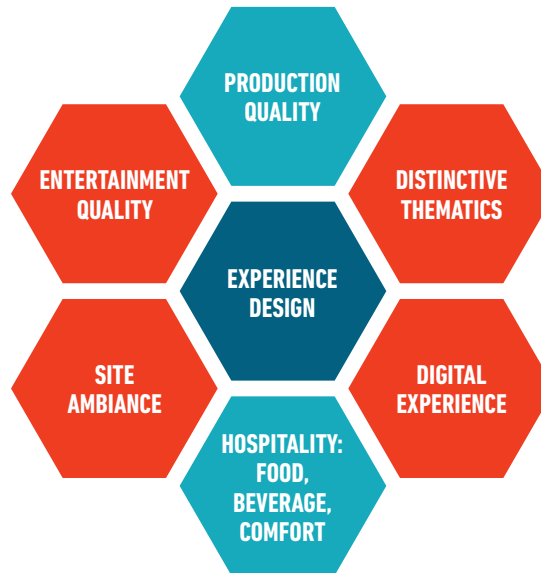 PRODUCTION
QUALITY
ENTERTAINMENT
QUALITY
DISTINCTIVE
THEMATICS
EXPERIENCE
DESIGN
SITE
AMBIANCE
DIGITAL
EXPERIENCE
HOSPITALITY:
FOOD,
BEVERAGE,
COMFORT